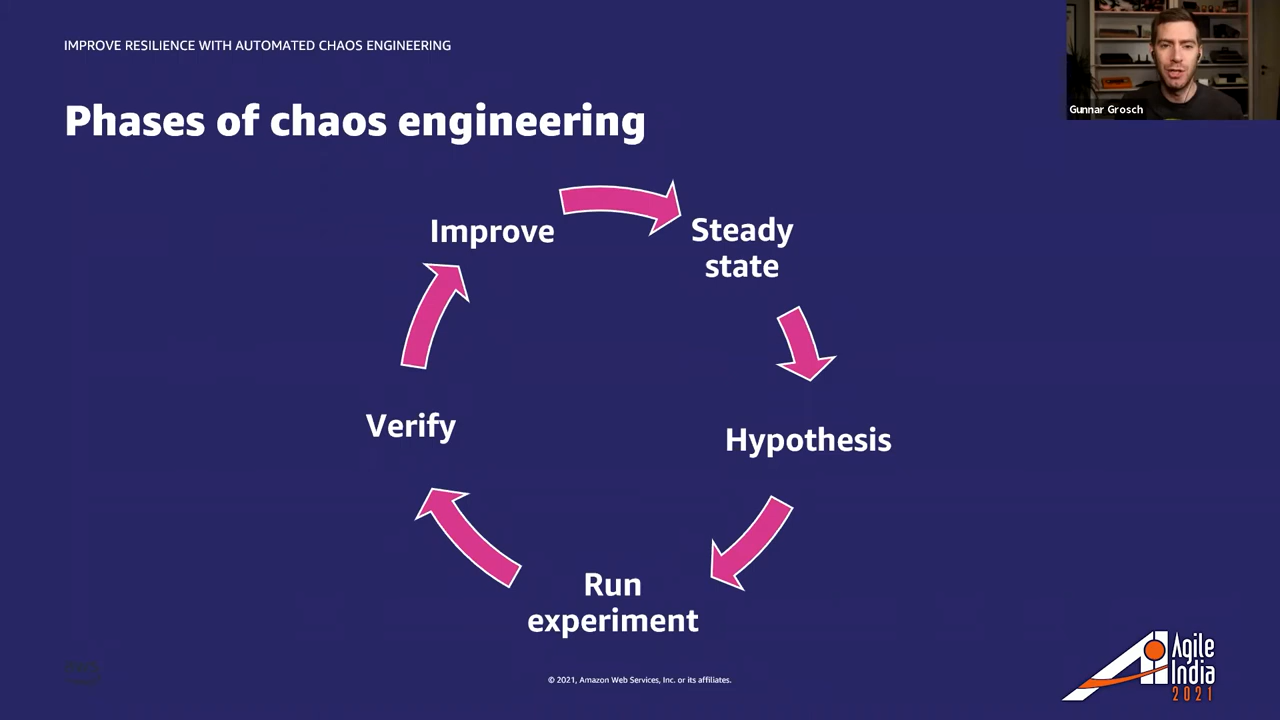 IMPROVE RESILIENCE WITH AUTOMATED CHAOS ENGINEERING
Gunnar Grosch
Phases of chaos engineering
Improve
Steady
state
Verify
Hypothesis
Run
experiment
© 2021, Amazon Web Services, Inc. or its affiliates.
Agile
India
2021